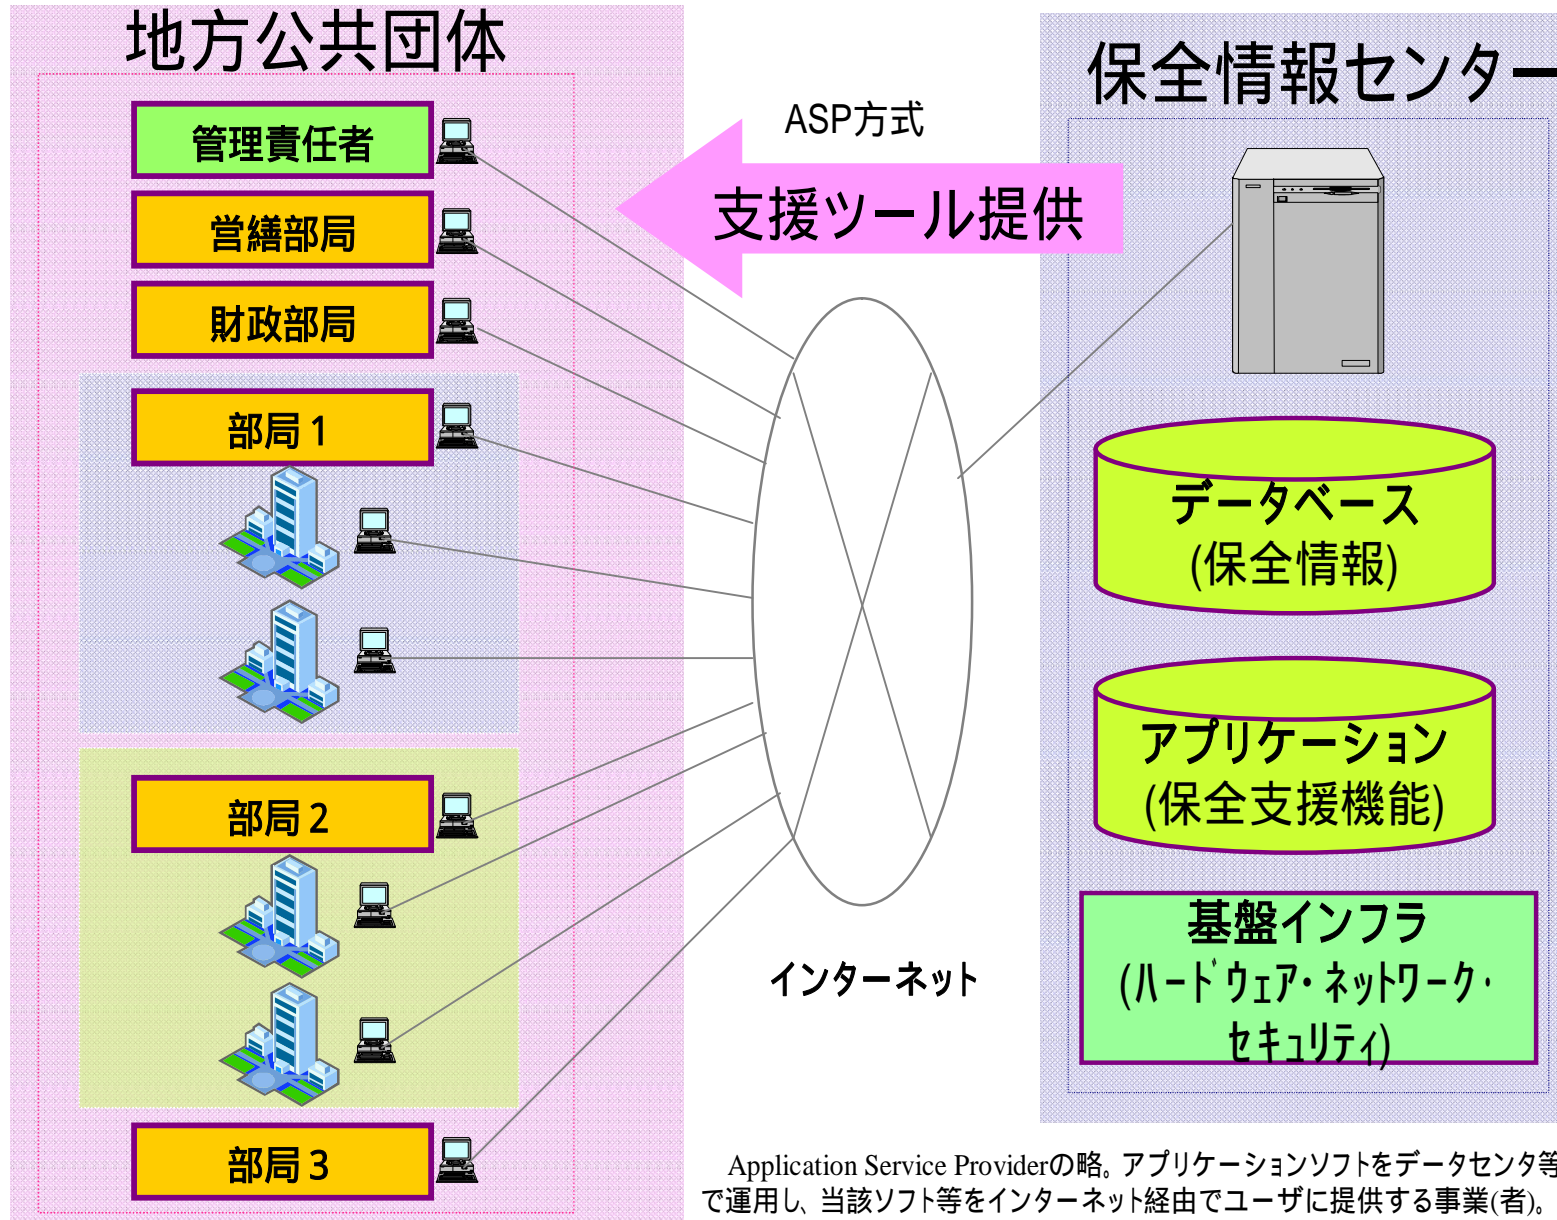 地方公共団体
管理責任者
営繕部局
財政部局
部局1
部局2
部局3
ASP方式
支援ツール提供
インターネット
保全情報センター
データベース
(保全情報)
アプリケーション
(保全支援機能)
基盤インフラ
(ﾊｰﾄﾞｳｪｱ・ﾈｯﾄﾜｰｸ・
ｾｷｭﾘﾃｨ)
Application Service Providerの略。アプリケーションソフトをデータセンタ等
で運用し、当該ソフト等をインターネット経由でユーザに提供する事業(者)。